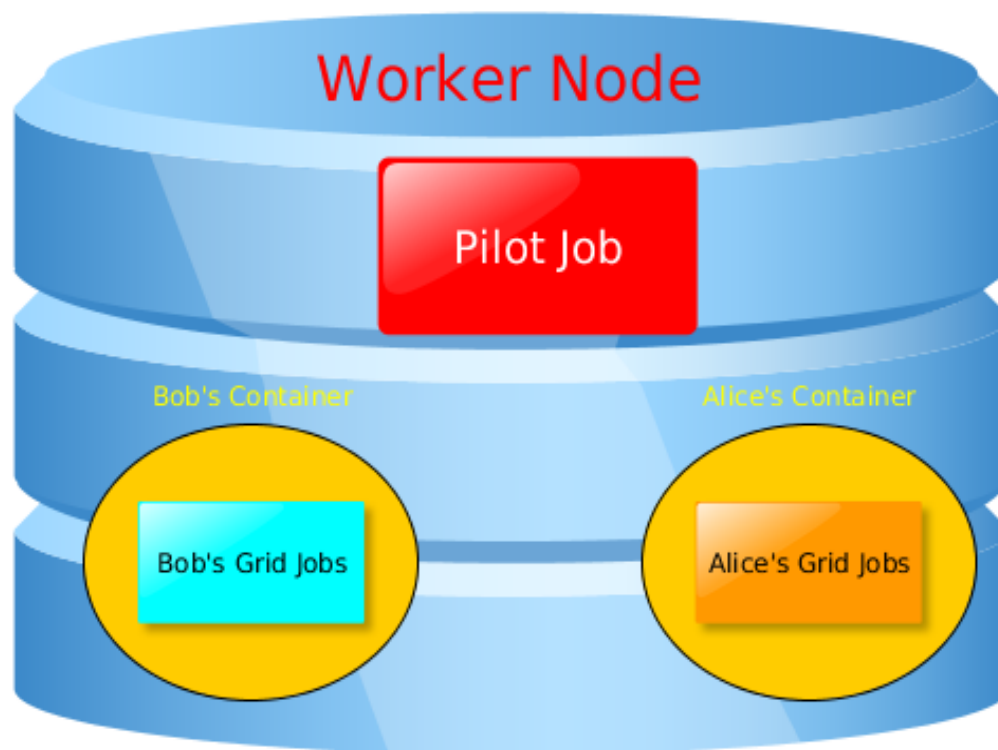 Worker Node
Pilot Job
Bob's Container
Alice's Container
Bob's Grid Jobs
Alice's Grid Jobs